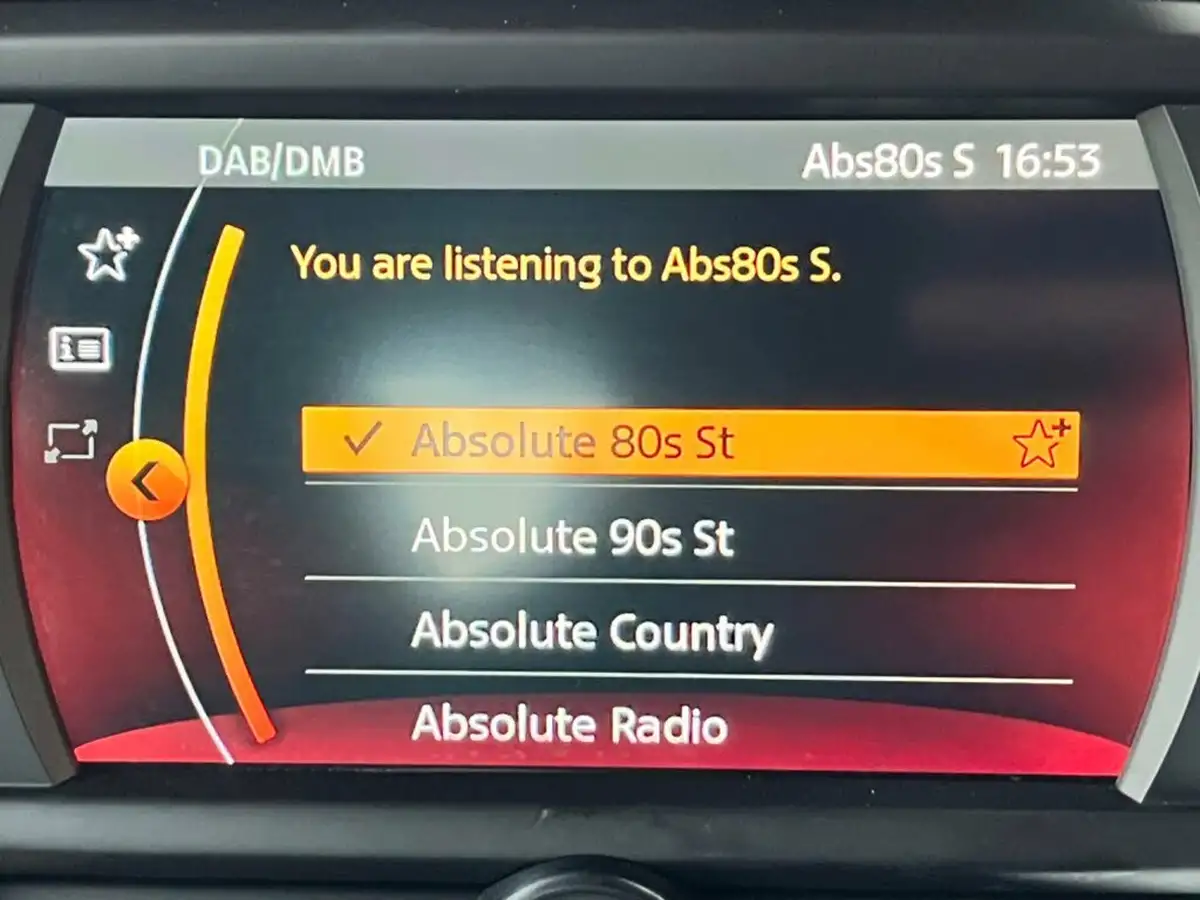 DAB/DMB Abs80s S 16:53
You are listening to Abs80s S.
Absolute 80s St
Absolute 90s St
Absolute Country
Absolute Radio